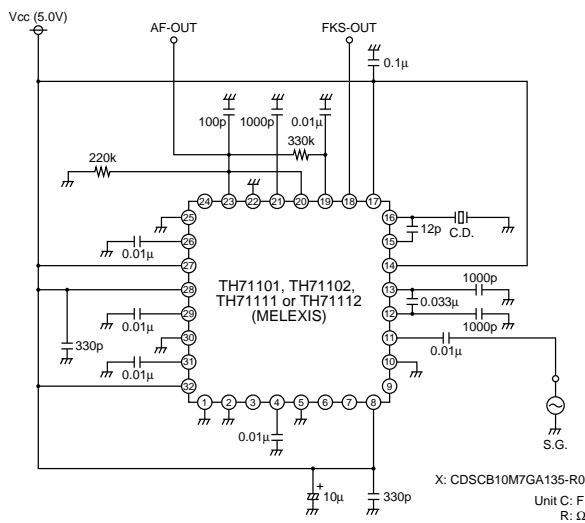 Vcc (5.0V)
AF-OUT
FKS-OUT
0.1µ
100p
1000p
0.01µ
330k
220k
24
23
22
21
20
19
18
17
25
26
27
28
29
30
31
32
16
15
14
13
12
11
10
9
1
2
3
4
5
6
7
8
12p
C.D.
0.01µ
TH71101, TH71102,
TH71111 or TH71112
(MELEXIS)
1000p
0.033µ
1000p
0.01µ
330p
0.01µ
0.01µ
0.01µ
S.G.
10µ
+
330p
X: CDSCB10M7GA135-R0
Unit C: F
R: Ω